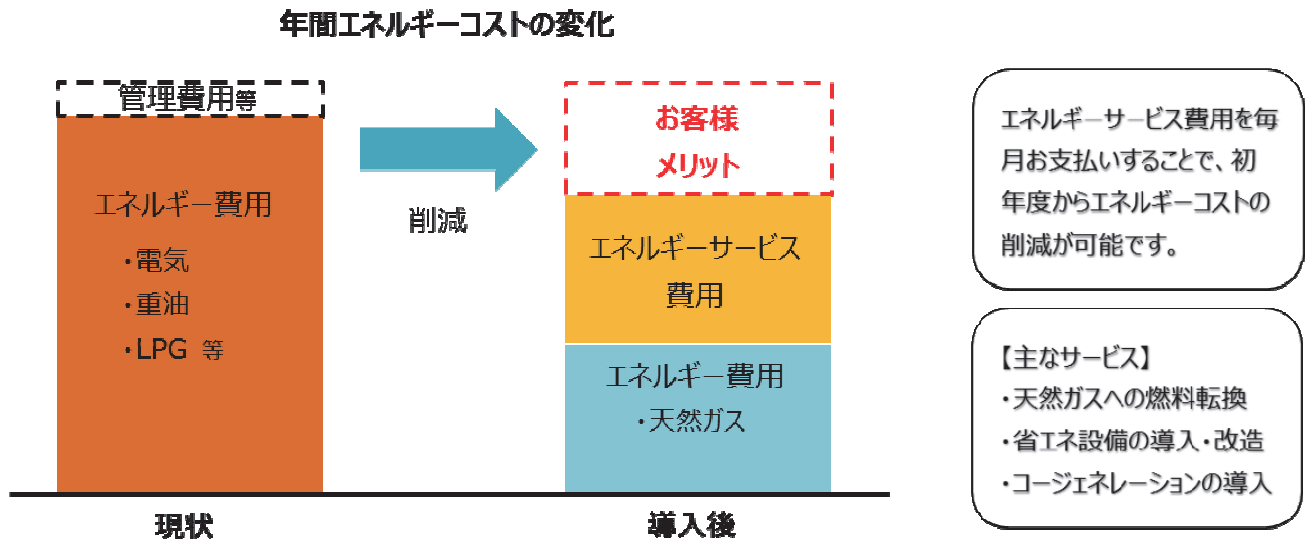 年間エネルギーコストの変化
管理費用等
エネルギー費用
・電気
・重油
・LPG 等
現状
削減
お客様
メリット
エネルギーサービス
費用
エネルギー費用
・天然ガス
導入後
エネルギーサービス費用を毎
月お支払いすることで、初
年度からエネルギーコストの
削減が可能です。
【主なサービス】
・天然ガスへの燃料転換
・省エネ設備の導入・改造
・コージェネレーションの導入